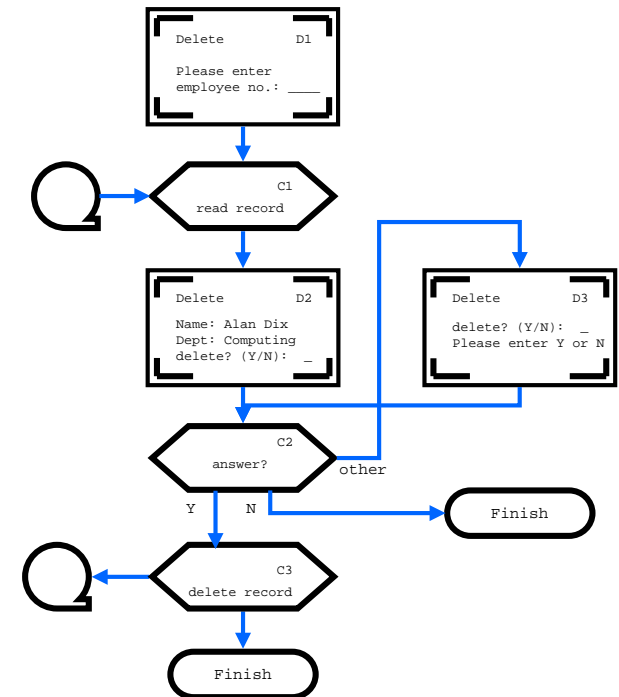 Delete D1
Please enter
employee no.: ____
C1
read record
Delete D2
Name: Alan Dix
Dept: Computing
delete? (Y/N): _
Delete D3
delete? (Y/N): _
Please enter Y or N
C2
answer?
other
Y N
Finish
C3
delete record
Finish